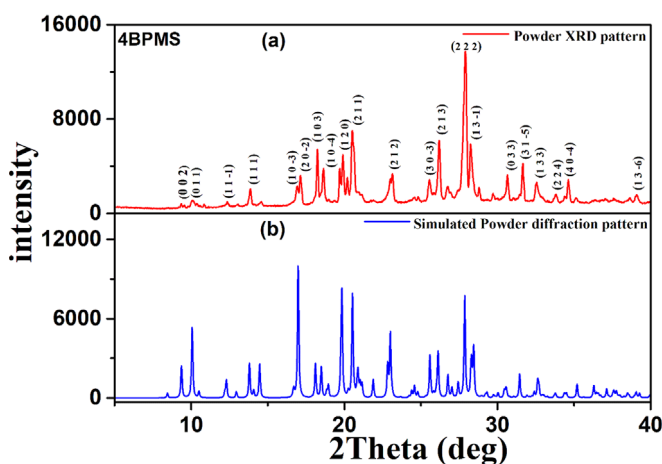 16000
12000
8000
4000
0
12000
6000
0
intensity
4BPMS
(a)
Powder XRD pattern
(0 0 2)
(0 1 1)
(1 1 -1)
(1 1 1)
(1 0 -3)
(2 0 -2)
(1 0 3)
(1 0 -4)
(1 2 0)
(2 1 1)
(2 1 2)
(3 0 -3)
(2 1 3)
(2 2 2)
(1 3 -1)
(0 3 3)
(3 1 -5)
(1 3 3)
(2 2 4)
(4 0 -4)
(1 3 -6)
(b)
Simulated Powder diffraction pattern
10
20
30
40
2Theta (deg)